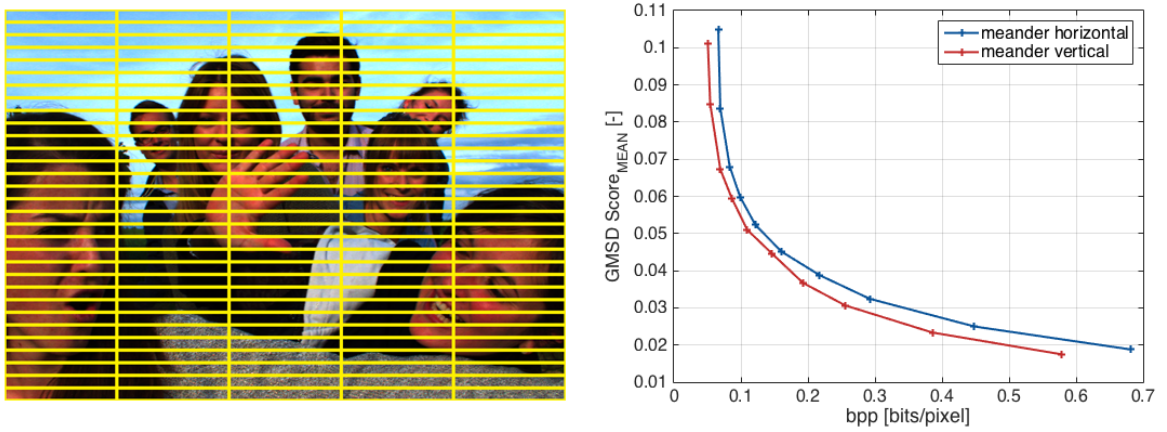 0.11
0.1
0.09
0.08
0.07
0.06
0.05
0.04
0.03
0.02
0.01
GMSD Score_MEAN [-]
meander horizontal
meander vertical
0 0.1 0.2 0.3 0.4 0.5 0.6 0.7
bpp [bits/pixel]